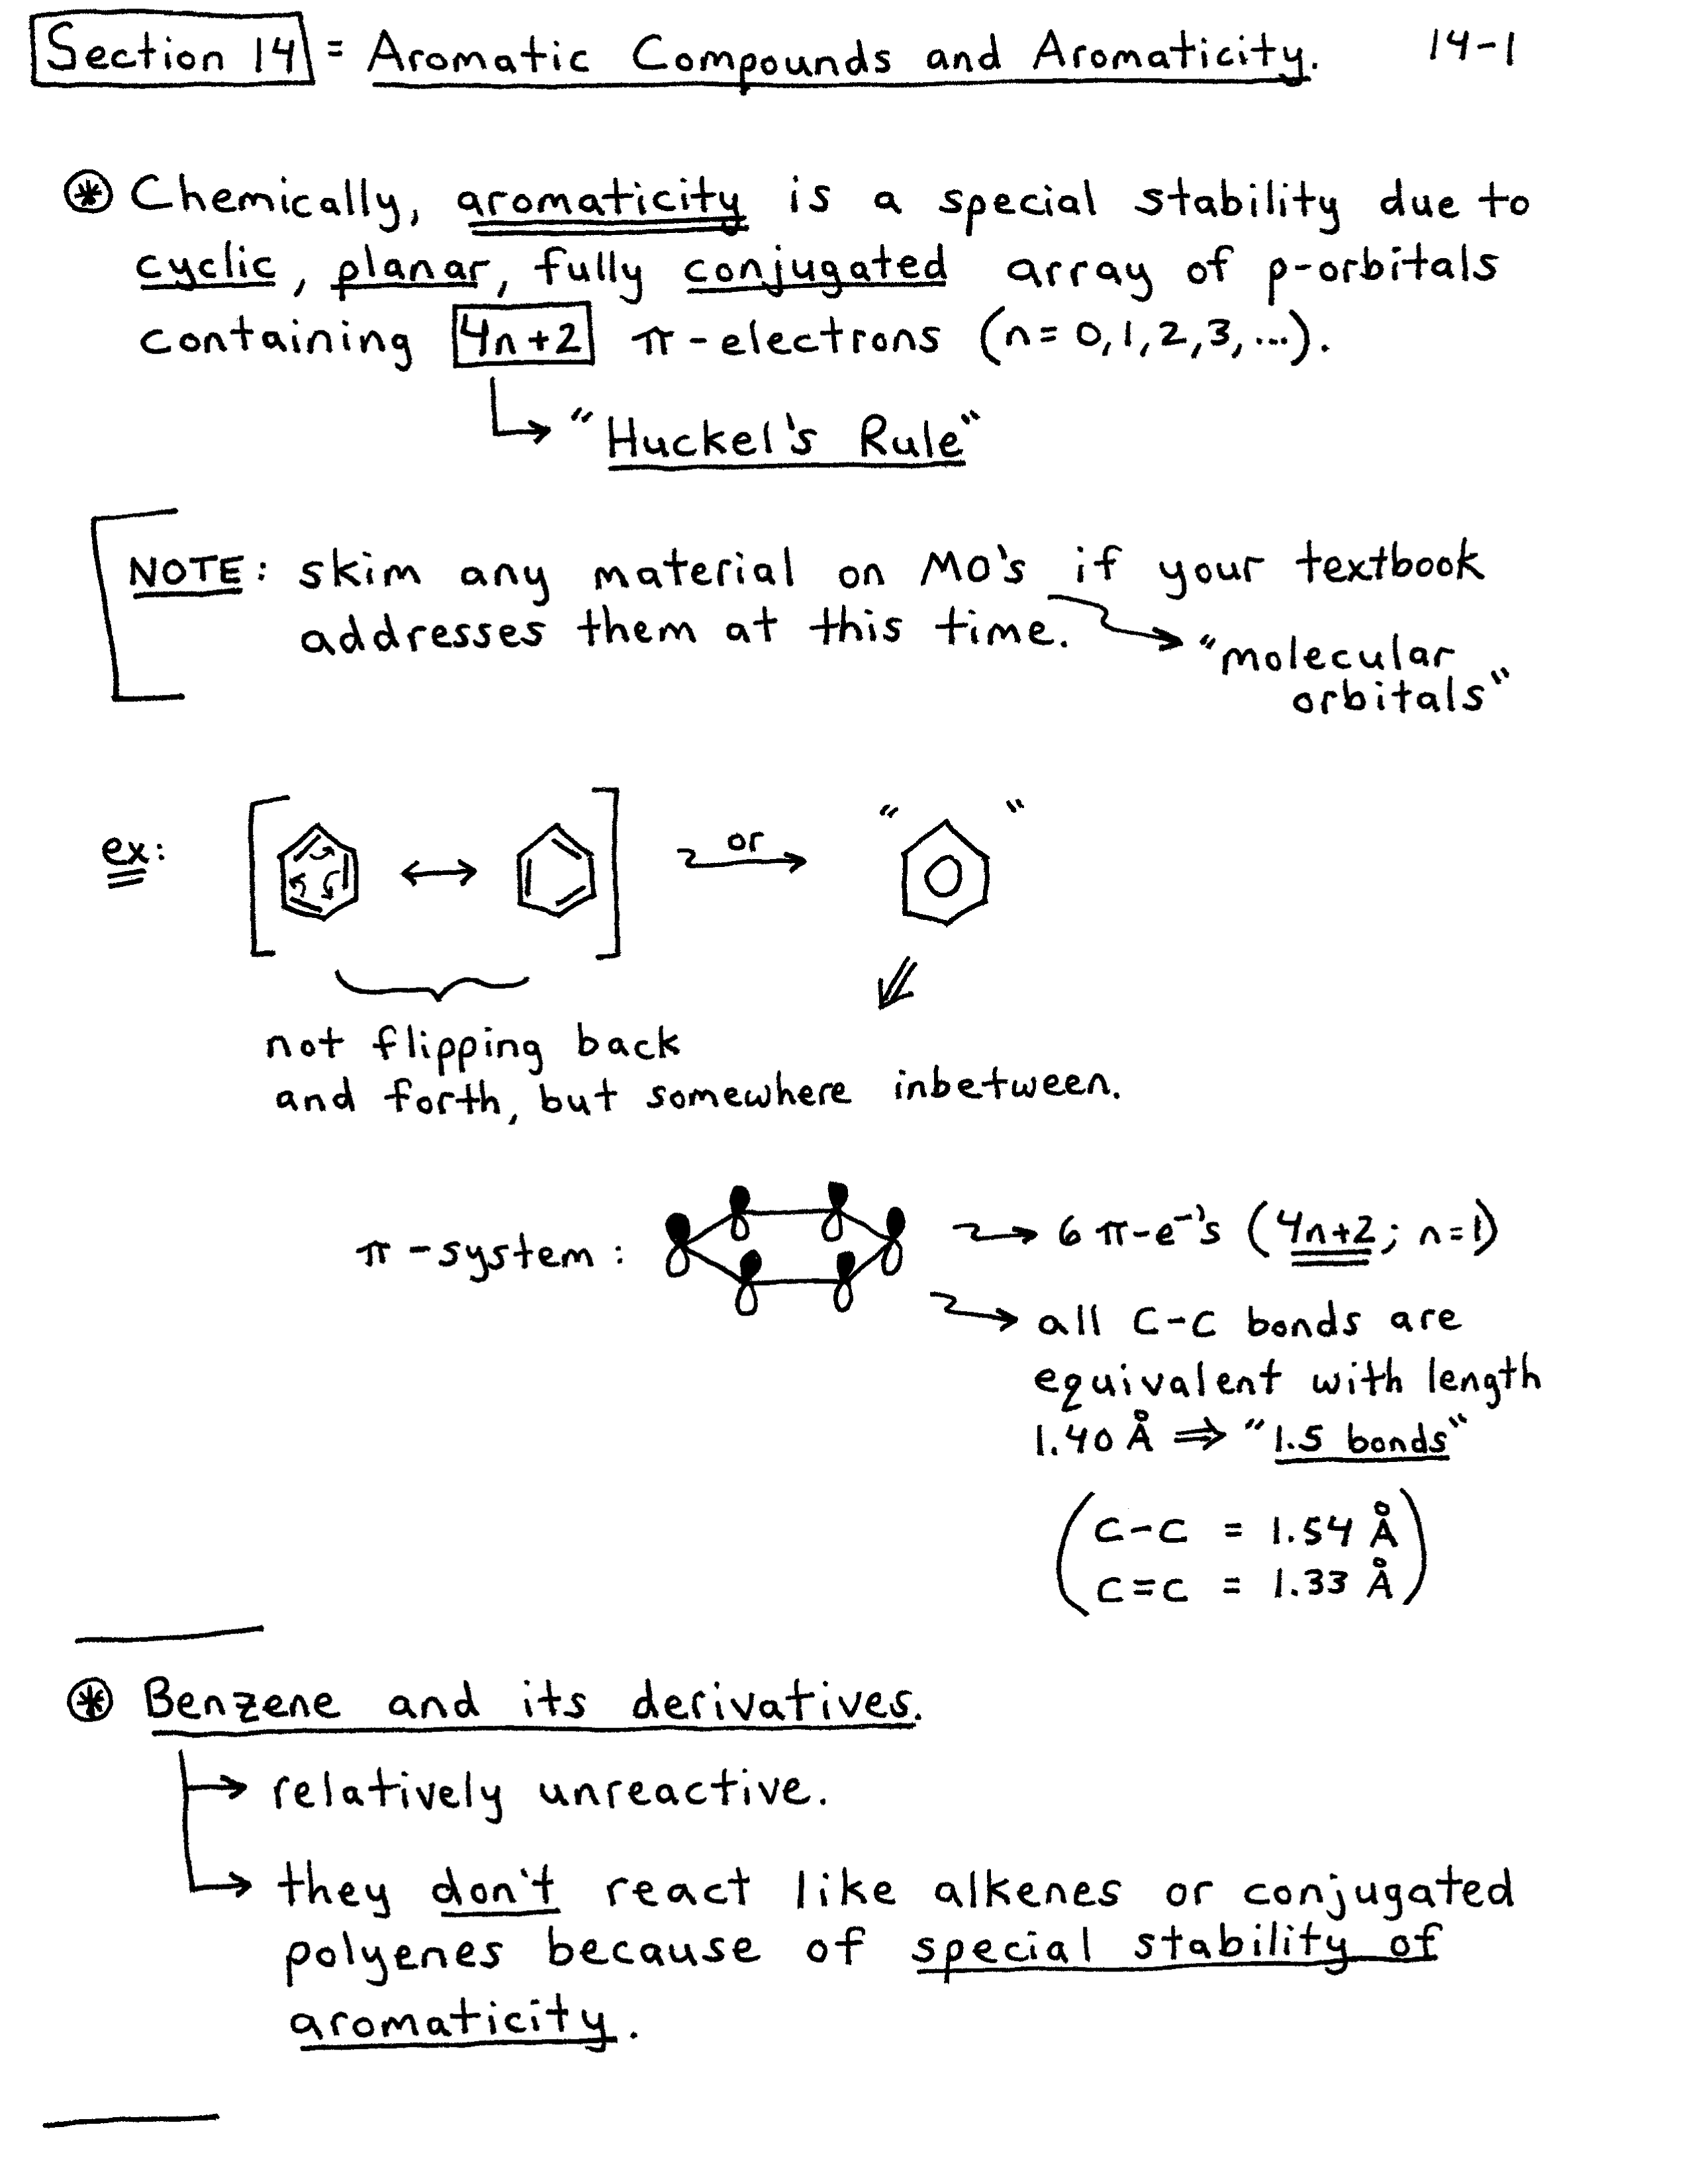 Section 14 = Aromatic Compounds and Aromaticity. 14-1
⊛ Chemically, aromaticity is a special stability due to
cyclic, planar, fully conjugated array of p-orbitals
containing 4n+2 π-electrons (n= 0,1,2,3,...).
"Huckel's Rule"
NOTE: skim any material on MO's if your textbook
addresses them at this time.
"molecular
orbitals"
ex: or " "
not flipping back
and forth, but somewhere inbetween.
π-system: 6 π-e⁻'s (4n+2; n=1)
all C-C bonds are
equivalent with length
1.40 Å ⇒ "1.5 bonds"
(C-C = 1.54 Å
C=C = 1.33 Å)
⊛ Benzene and its derivatives.
→ relatively unreactive.
→ they don't react like alkenes or conjugated
polyenes because of special stability of
aromaticity.